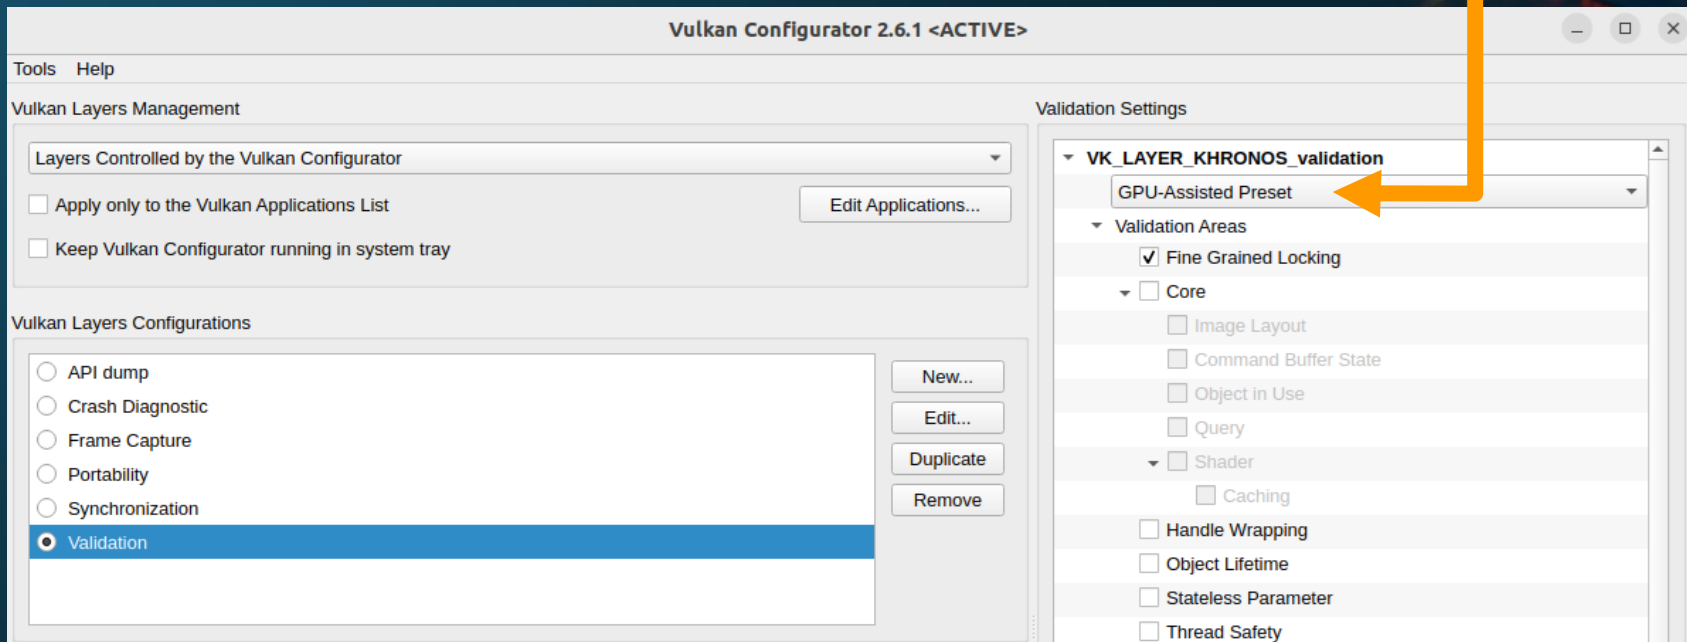 Vulkan Configurator 2.6.1 <ACTIVE>
Tools Help
Vulkan Layers Management
Layers Controlled by the Vulkan Configurator
Apply only to the Vulkan Applications List
Edit Applications...
Keep Vulkan Configurator running in system tray
Vulkan Layers Configurations
API dump
Crash Diagnostic
Frame Capture
Portability
Synchronization
Validation
New...
Edit...
Duplicate
Remove
Validation Settings
VK_LAYER_KHRONOS_validation
GPU-Assisted Preset
Validation Areas
Fine Grained Locking
Core
Image Layout
Command Buffer State
Object in Use
Query
Shader
Caching
Handle Wrapping
Object Lifetime
Stateless Parameter
Thread Safety